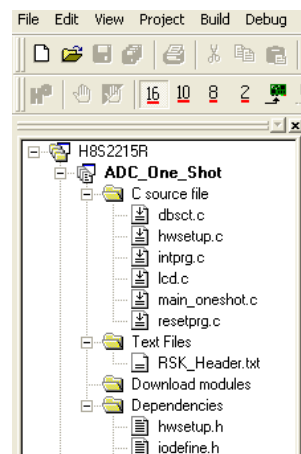 File Edit View Project Build Debug
16 10 8 2
H8S2215R
ADC_One_Shot
C source file
dbsct.c
hwsetup.c
intprg.c
lcd.c
main_oneshot.c
resetprg.c
Text Files
RSK_Header.txt
Download modules
Dependencies
hwsetup.h
iodefine.h